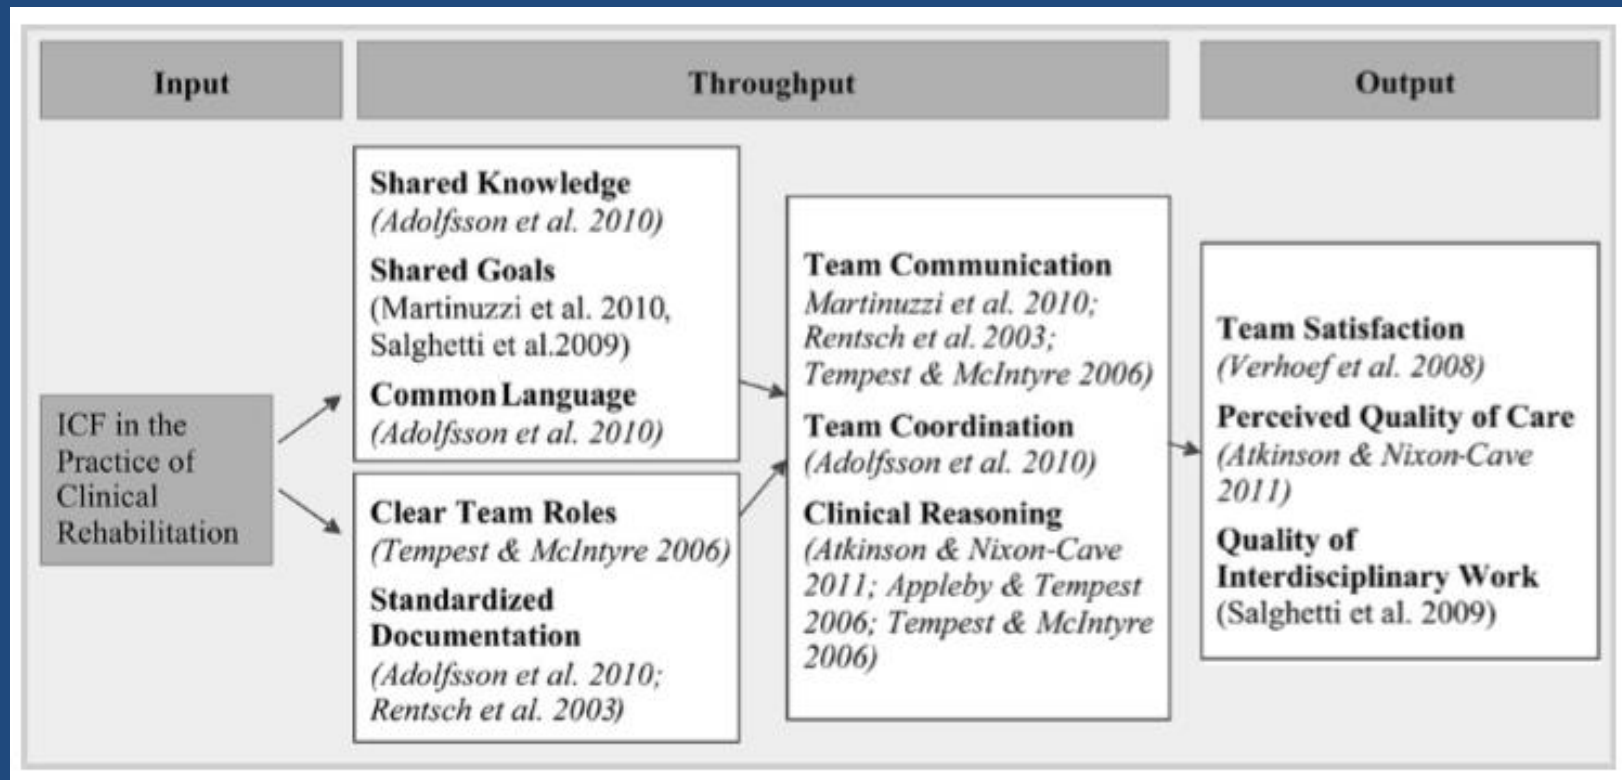 Input
Throughput
Output
ICF in the
Practice of
Clinical
Rehabilitation
Shared Knowledge
(Adolfsson et al. 2010)
Shared Goals
(Martinuzzi et al. 2010,
Salghetti et al.2009)
Common Language
(Adolfsson et al. 2010)
Clear Team Roles
(Tempest & McIntyre 2006)
Standardized
Documentation
(Adolfsson et al. 2010;
Rentsch et al. 2003)
Team Communication
Martinuzzi et al. 2010;
Rentsch et al. 2003;
Tempest & McIntyre 2006)
Team Coordination
(Adolfsson et al. 2010)
Clinical Reasoning
(Atkinson & Nixon-Cave
2011; Appleby & Tempest
2006; Tempest & McIntyre
2006)
Team Satisfaction
(Verhoef et al. 2008)
Perceived Quality of Care
(Atkinson & Nixon-Cave
2011)
Quality of
Interdisciplinary Work
(Salghetti et al. 2009)